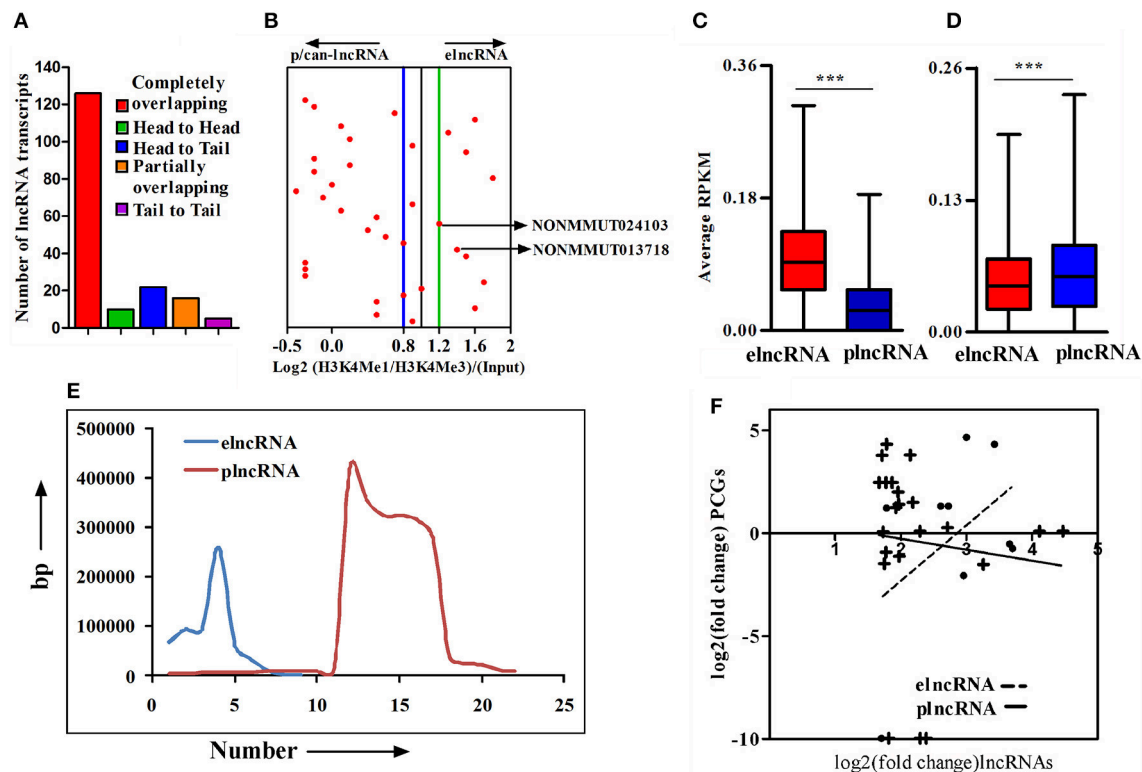 A
Number of lncRNA transcripts
140
120
100
80
60
40
20
0
Completely
overlapping
Head to Head
Head to Tail
Partially
overlapping
Tail to Tail
B
p/can-lncRNA
elncRNA
NONMMUT024103
NONMMUT013718
-0.5 0.0 0.8 1.2 2
Log2 (H3K4Me1/H3K4Me3)/(Input)
C
Average RPKM
0.36
0.18
0.00
***
elncRNA plncRNA
D
0.26
0.13
0.00
***
elncRNA plncRNA
E
bp
500000
400000
300000
200000
100000
0
elncRNA
plncRNA
0 5 10 15 20 25
Number
F
log2(fold change) PCGs
5
0
-5
-10
1 2 3 4 5
elncRNA
plncRNA
log2(fold change)lncRNAs